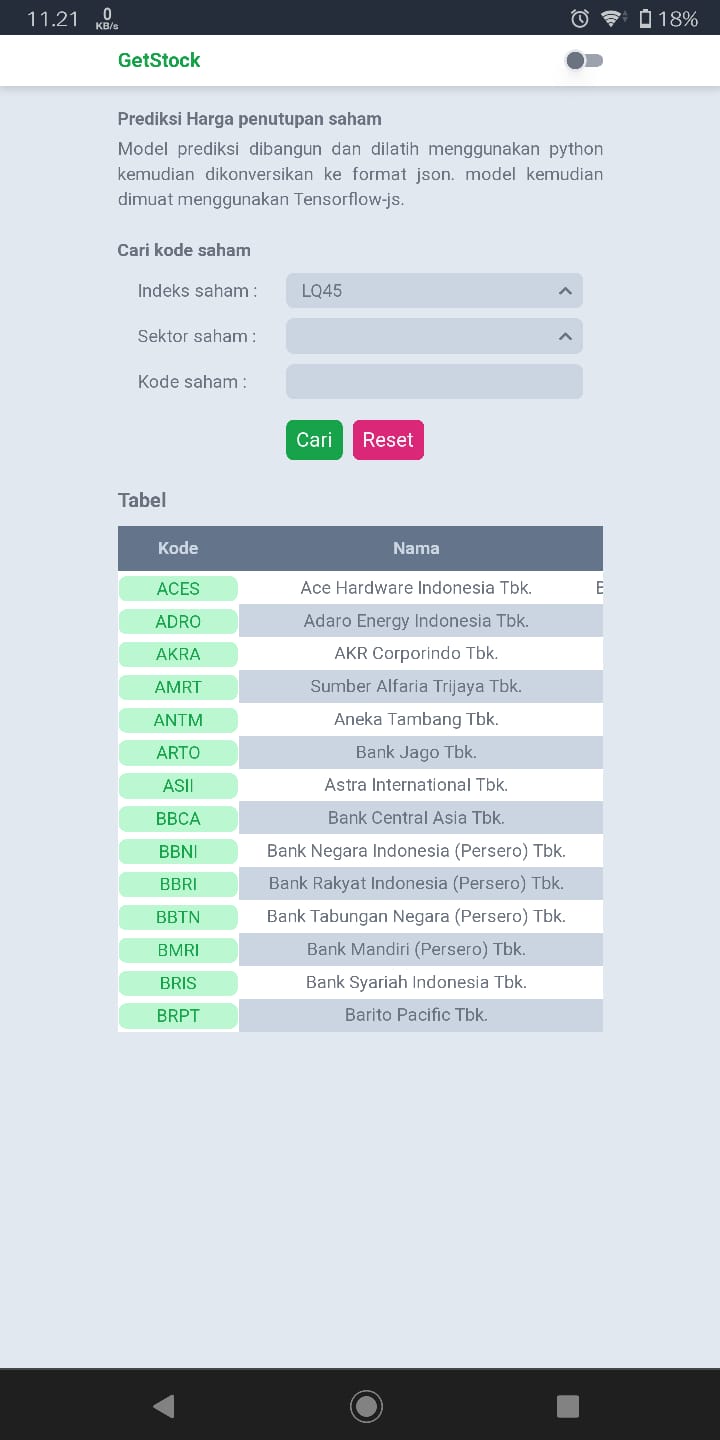 11.21 0 KB/s 18%
GetStock
Prediksi Harga penutupan saham
Model prediksi dibangun dan dilatih menggunakan python
kemudian dikonversikan ke format json. model kemudian
dimuat menggunakan Tensorflow-js.
Cari kode saham
Indeks saham : LQ45
Sektor saham :
Kode saham :
Cari Reset
Tabel
Kode Nama
ACES Ace Hardware Indonesia Tbk.
ADRO Adaro Energy Indonesia Tbk.
AKRA AKR Corporindo Tbk.
AMRT Sumber Alfaria Trijaya Tbk.
ANTM Aneka Tambang Tbk.
ARTO Bank Jago Tbk.
ASII Astra International Tbk.
BBCA Bank Central Asia Tbk.
BBNI Bank Negara Indonesia (Persero) Tbk.
BBRI Bank Rakyat Indonesia (Persero) Tbk.
BBTN Bank Tabungan Negara (Persero) Tbk.
BMRI Bank Mandiri (Persero) Tbk.
BRIS Bank Syariah Indonesia Tbk.
BRPT Barito Pacific Tbk.